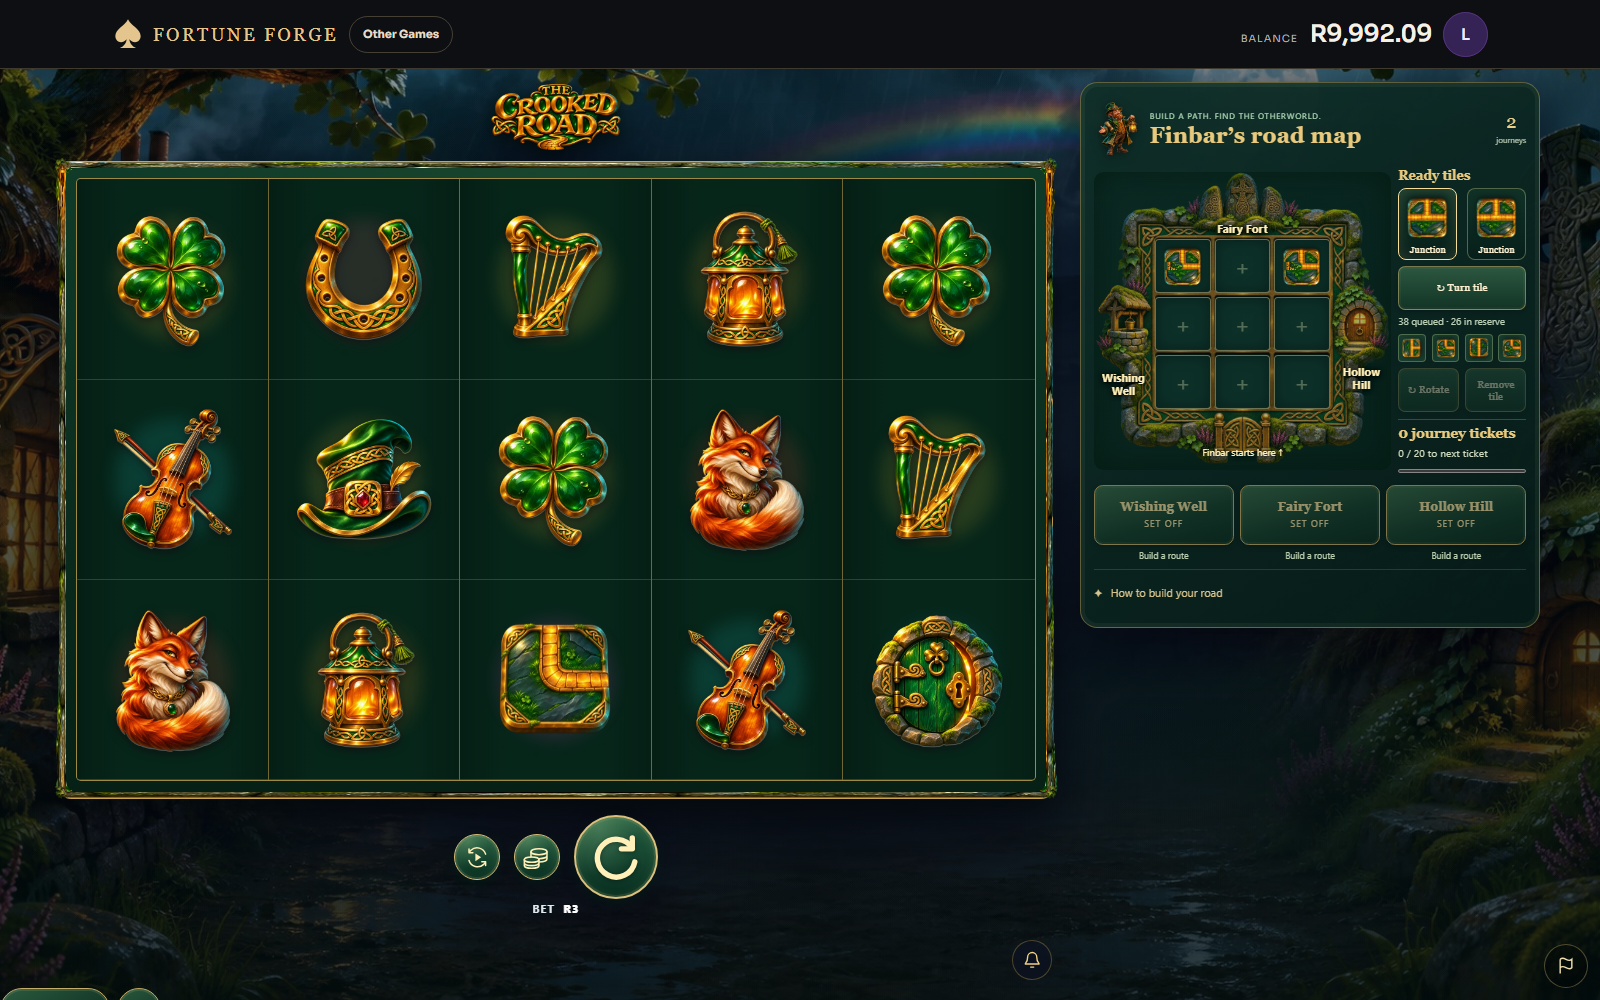 FORTUNE FORGE
Other Games
BALANCE R9,992.09
L
THE
CROOKED
ROAD
BUILD A PATH. FIND THE OTHERWORLD.
Finbar's road map
2
journeys
Ready tiles
Junction
Junction
↻ Turn tile
38 queued · 26 in reserve
↻ Rotate
Remove
tile
0 journey tickets
0 / 20 to next ticket
Fairy Fort
Wishing
Well
Hollow
Hill
Finbar starts here ↑
Wishing Well
SET OFF
Build a route
Fairy Fort
SET OFF
Build a route
Hollow Hill
SET OFF
Build a route
How to build your road
BET R3